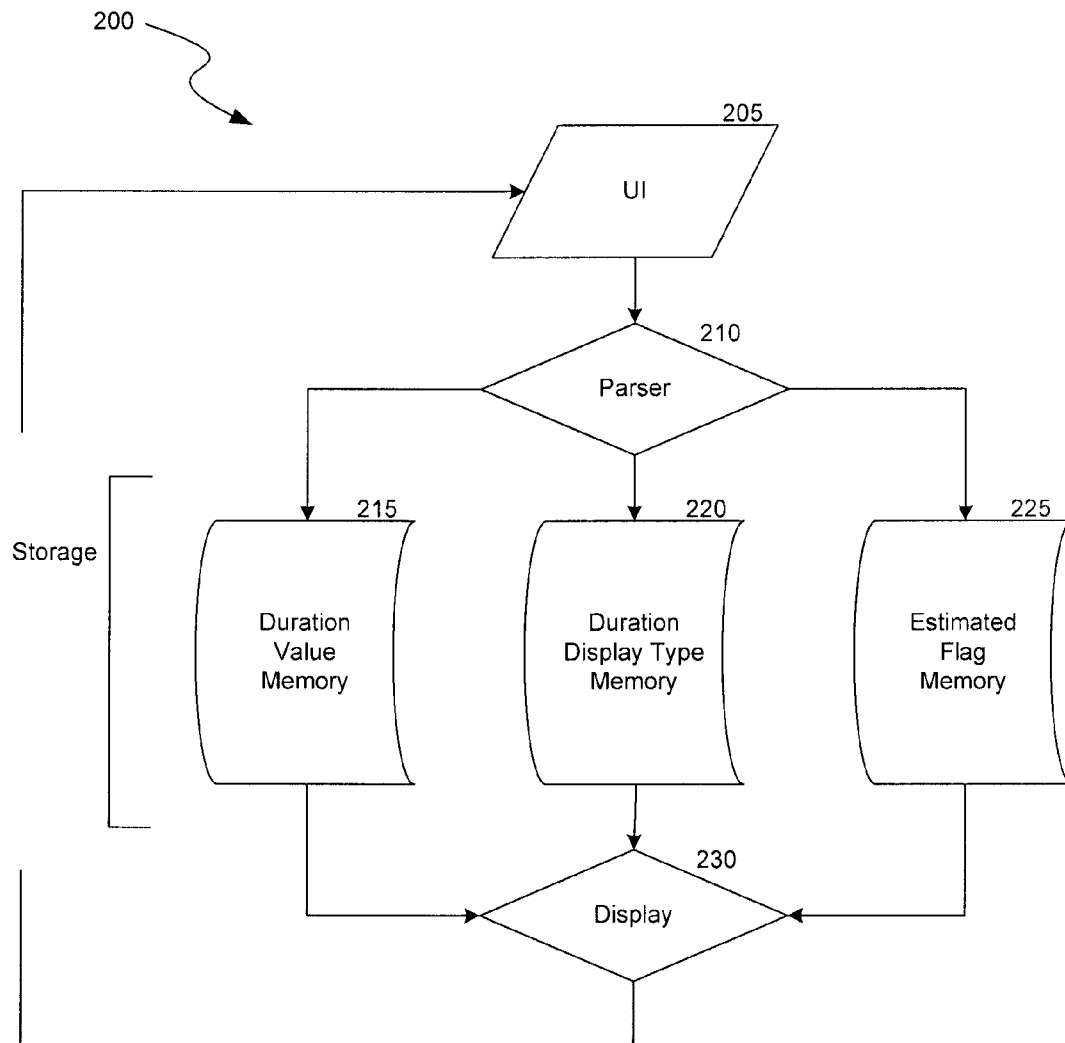 200
205
UI
210
Parser
215
220
225
Storage
Duration
Value
Memory
Duration
Display Type
Memory
Estimated
Flag
Memory
230
Display